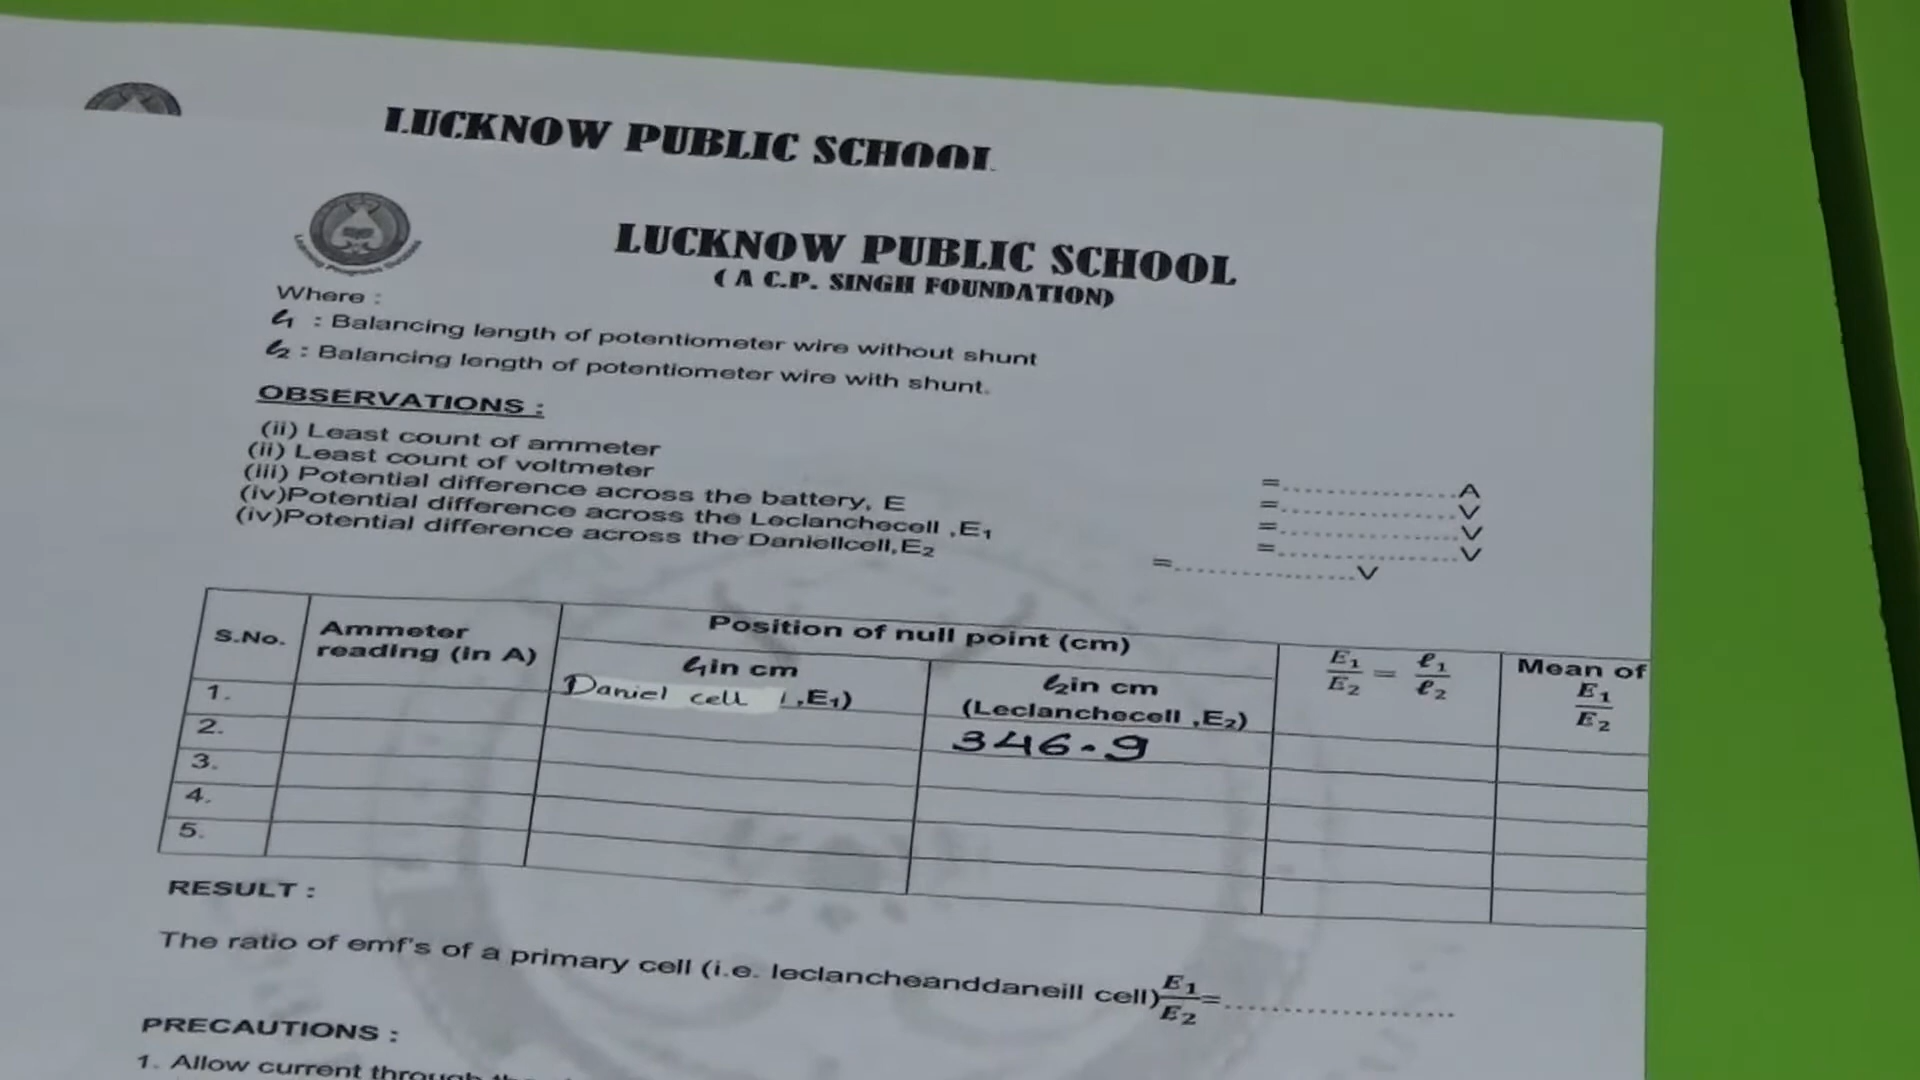 LUCKNOW PUBLIC SCHOOL
LUCKNOW PUBLIC SCHOOL
( A C.P. SINGH FOUNDATION)
Where :
ℓ1 : Balancing length of potentiometer wire without shunt
ℓ2 : Balancing length of potentiometer wire with shunt.
OBSERVATIONS :
(ii) Least count of ammeter =..................A
(ii) Least count of voltmeter =..................V
(iii) Potential difference across the battery, E =..................V
(iv)Potential difference across the Leclanchecell ,E1 =..................V
(iv)Potential difference across the Daniellcell,E2 =..................V
S.No. Ammeter reading (in A) Position of null point (cm) E1/E2 = ℓ1/ℓ2 Mean of E1/E2
ℓ1in cm ℓ2in cm
Daniel cell ,E1) (Leclanchecell ,E2)
1. 346.9
2.
3.
4.
5.
RESULT :
The ratio of emf's of a primary cell (i.e. leclancheanddaneill cell)E1/E2=......................
PRECAUTIONS :
1. Allow current through